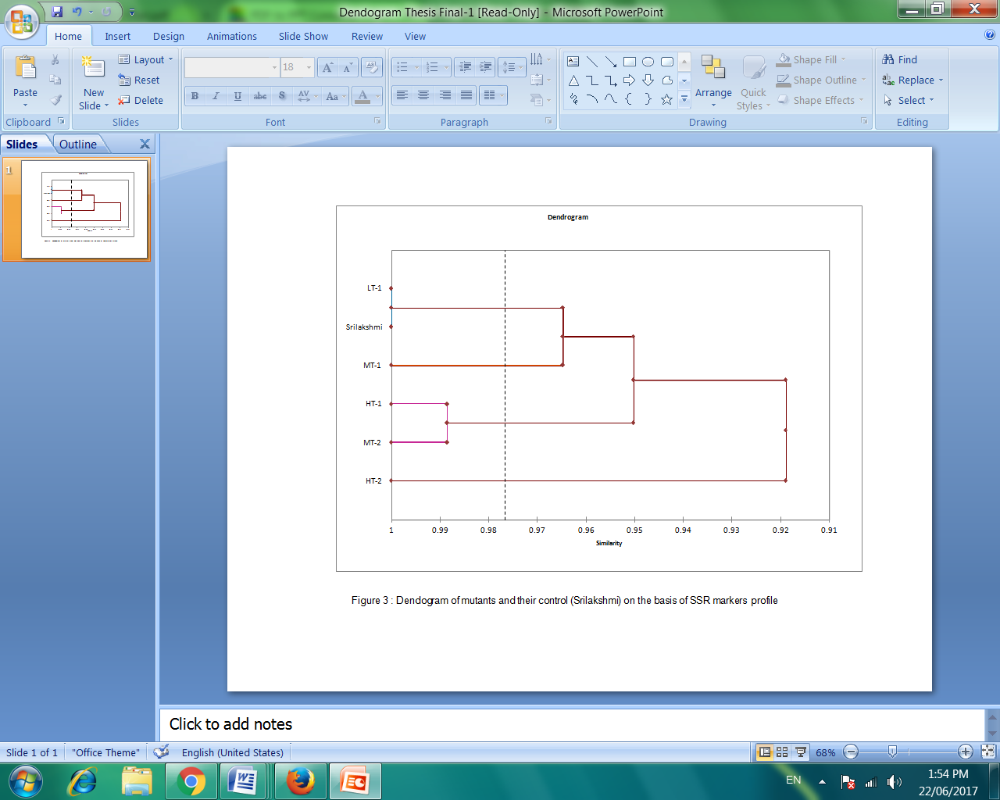 Dendogram Thesis Final-1 [Read-Only] - Microsoft PowerPoint
Home Insert Design Animations Slide Show Review View
Paste
Clipboard
New Slide
Layout
Reset
Delete
Slides
18
B I U abc S AV Aa A
Font
Paragraph
Arrange
Quick Styles
Shape Fill
Shape Outline
Shape Effects
Drawing
Find
Replace
Select
Editing
Slides Outline
1
Dendrogram
LT-1
Srilakshmi
MT-1
HT-1
MT-2
HT-2
1 0.99 0.98 0.97 0.96 0.95 0.94 0.93 0.92 0.91
Similarity
Figure 3 : Dendogram of mutants and their control (Srilakshmi) on the basis of SSR markers profile
Click to add notes
Slide 1 of 1 "Office Theme" English (United States) 68%
EN
1:54 PM
22/06/2017